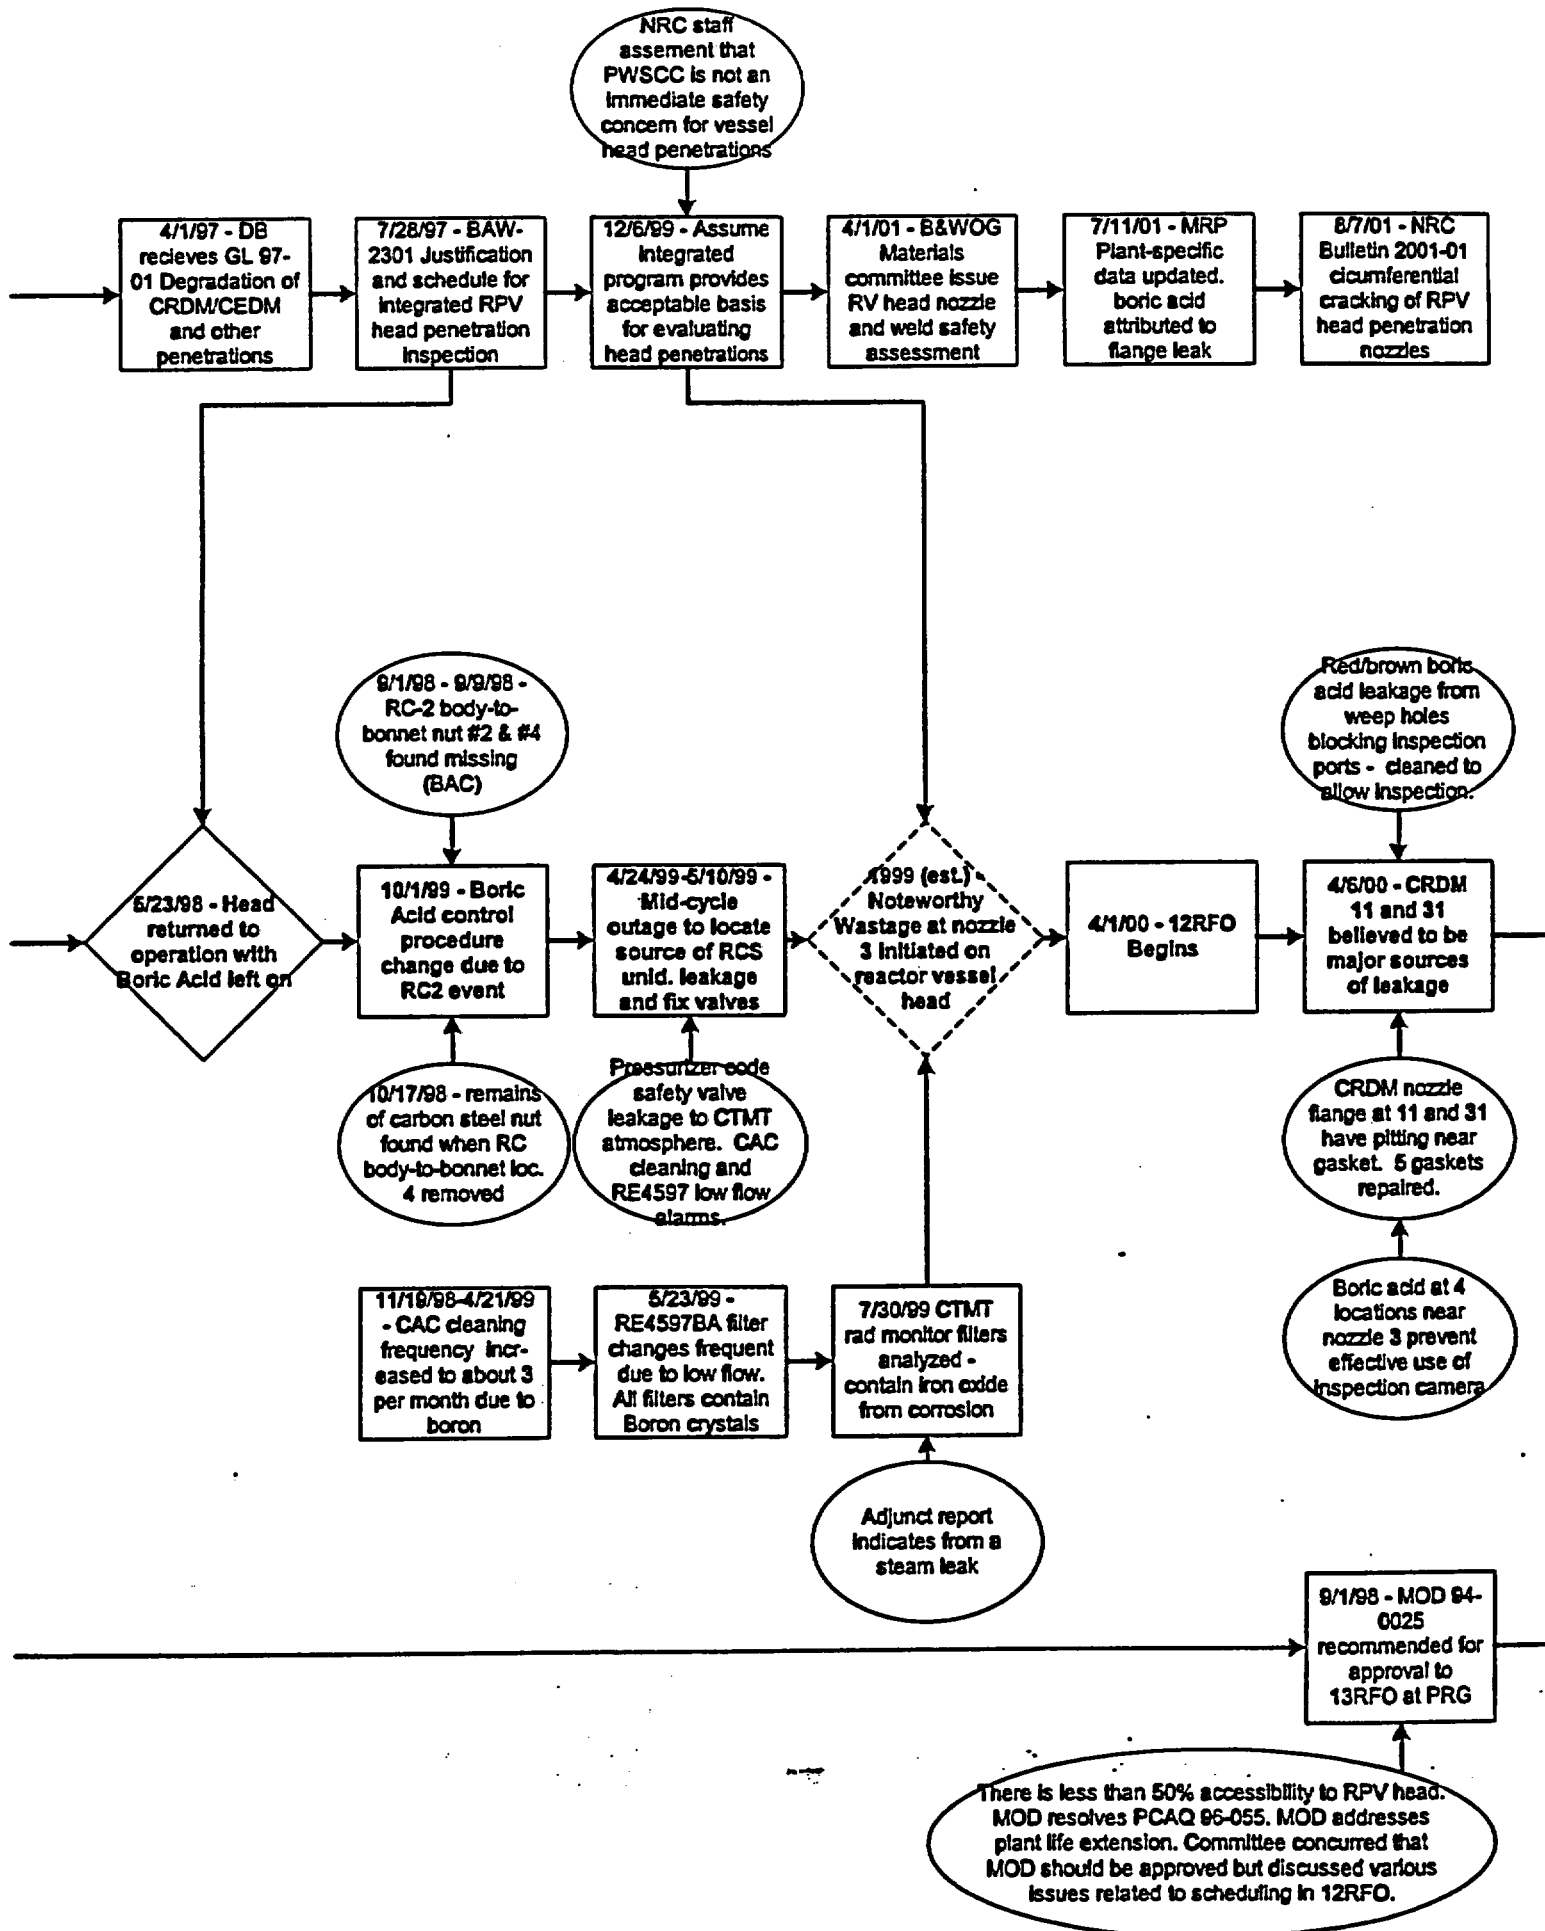 NRC staff
assement that
PWSCC is not an
immediate safety
concern for vessel
head penetrations
4/1/97 - DB
recieves GL 97-
01 Degradation of
CRDM/CEDM
and other
penetrations
7/28/97 - BAW-
2301 Justification
and schedule for
integrated RPV
head penetration
inspection
12/6/99 - Assume
integrated
program provides
acceptable basis
for evaluating
head penetrations
4/1/01 - B&WOG
Materials
committee issue
RV head nozzle
and weld safety
assessment
7/11/01 - MRP
Plant-specific
data updated.
boric acid
attributed to
flange leak
8/7/01 - NRC
Bulletin 2001-01
cicumferential
cracking of RPV
head penetration
nozzles
9/1/98 - 9/9/98 -
RC-2 body-to-
bonnet nut #2 & #4
found missing
(BAC)
Red/brown boric
acid leakage from
weep holes
blocking inspection
ports - cleaned to
allow inspection.
5/23/98 - Head
returned to
operation with
Boric Acid left on
10/1/99 - Boric
Acid control
procedure
change due to
RC2 event
4/24/99-5/10/99 -
Mid-cycle
outage to locate
source of RCS
unid. leakage
and fix valves
1999 (est.) -
Noteworthy
Wastage at nozzle
3 initiated on
reactor vessel
head
4/1/00 - 12RFO
Begins
4/6/00 - CRDM
11 and 31
believed to be
major sources
of leakage
10/17/98 - remains
of carbon steel nut
found when RC
body-to-bonnet loc.
4 removed
Pressurizer code
safety valve
leakage to CTMT
atmosphere. CAC
cleaning and
RE4597 low flow
alarms.
CRDM nozzle
flange at 11 and 31
have pitting near
gasket. 5 gaskets
repaired.
11/19/98-4/21/99
- CAC cleaning
frequency incr-
eased to about 3
per month due to
boron
5/23/99 -
RE4597BA filter
changes frequent
due to low flow.
All filters contain
Boron crystals
7/30/99 CTMT
rad monitor filters
analyzed -
contain iron oxide
from corrosion
Boric acid at 4
locations near
nozzle 3 prevent
effective use of
inspection camera
Adjunct report
indicates from a
steam leak
9/1/98 - MOD 94-
0025
recommended for
approval to
13RFO at PRG
There is less than 50% accessibility to RPV head.
MOD resolves PCAQ 96-055. MOD addresses
plant life extension. Committee concurred that
MOD should be approved but discussed various
issues related to scheduling in 12RFO.